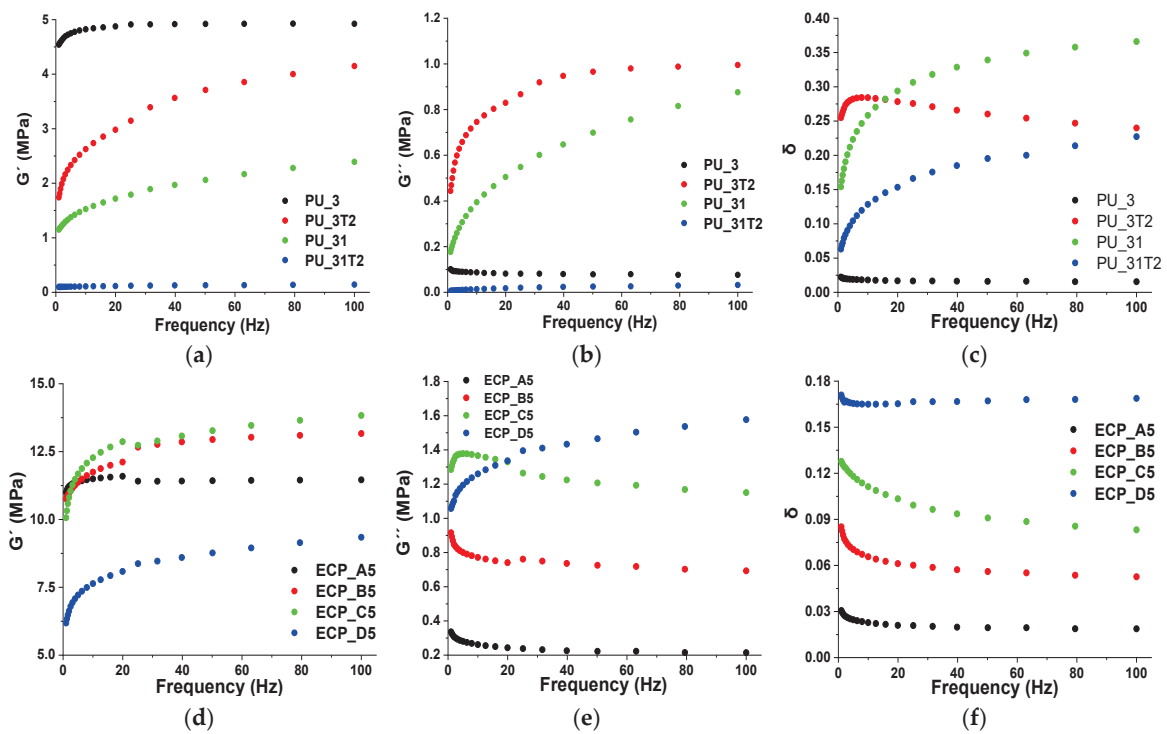 5
4
3
2
1
0
G´ (MPa)
PU_3
PU_3T2
PU_31
PU_31T2
0 20 40 60 80 100
Frequency (Hz)
(a)
1.2
1.0
0.8
0.6
0.4
0.2
0.0
G´´ (MPa)
PU_3
PU_3T2
PU_31
PU_31T2
0 20 40 60 80 100
Frequency (Hz)
(b)
0.40
0.35
0.30
0.25
0.20
0.15
0.10
0.05
0.00
δ
PU_3
PU_3T2
PU_31
PU_31T2
0 20 40 60 80 100
Frequency (Hz)
(c)
15.0
12.5
10.0
7.5
5.0
G´ (MPa)
ECP_A5
ECP_B5
ECP_C5
ECP_D5
0 20 40 60 80 100
Frequency (Hz)
(d)
1.8
1.6
1.4
1.2
1.0
0.8
0.6
0.4
0.2
G´´ (MPa)
ECP_A5
ECP_B5
ECP_C5
ECP_D5
0 20 40 60 80 100
Frequency (Hz)
(e)
0.18
0.15
0.12
0.09
0.06
0.03
0.00
δ
ECP_A5
ECP_B5
ECP_C5
ECP_D5
0 20 40 60 80 100
Frequency (Hz)
(f)